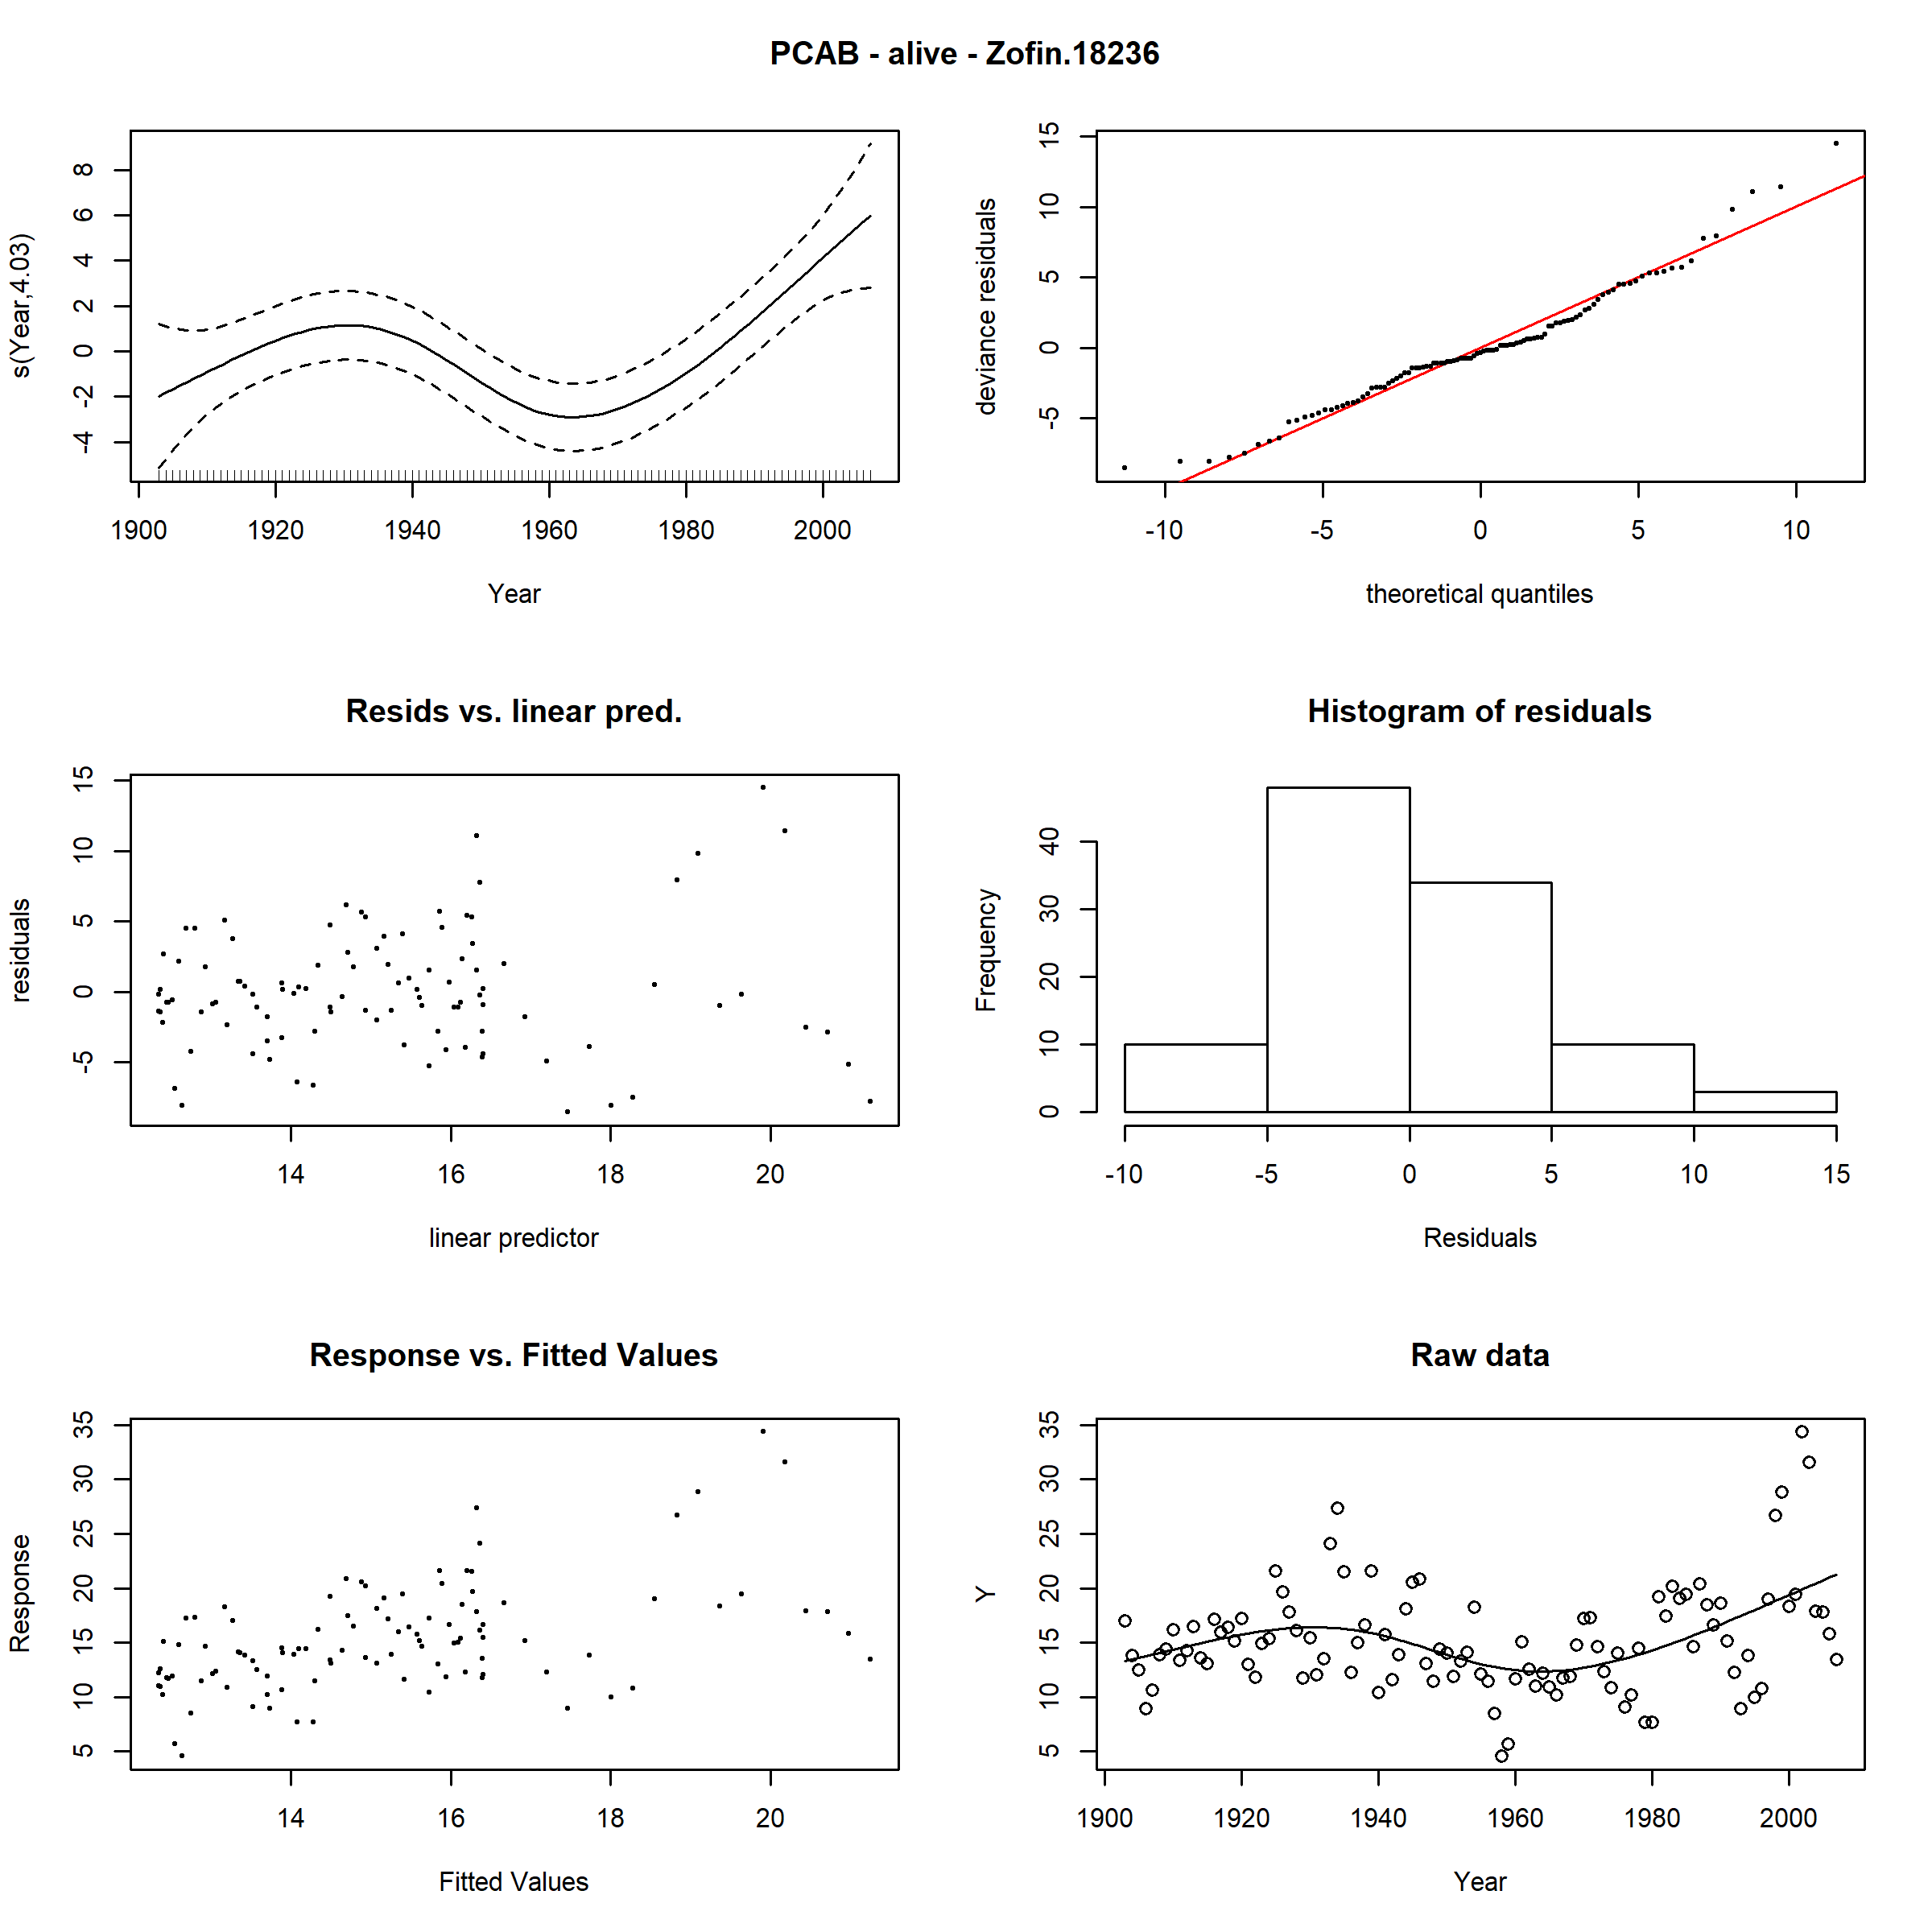 PCAB - alive - Zofin.18236
s(Year,4.03)
8
6
4
2
0
-2
-4
1900 1920 1940 1960 1980 2000
Year
deviance residuals
15
10
5
0
-5
-10 -5 0 5 10
theoretical quantiles
Resids vs. linear pred.
residuals
15
10
5
0
-5
14 16 18 20
linear predictor
Histogram of residuals
Frequency
40
30
20
10
0
-10 -5 0 5 10 15
Residuals
Response vs. Fitted Values
Response
35
30
25
20
15
10
5
14 16 18 20
Fitted Values
Raw data
Y
35
30
25
20
15
10
5
1900 1920 1940 1960 1980 2000
Year